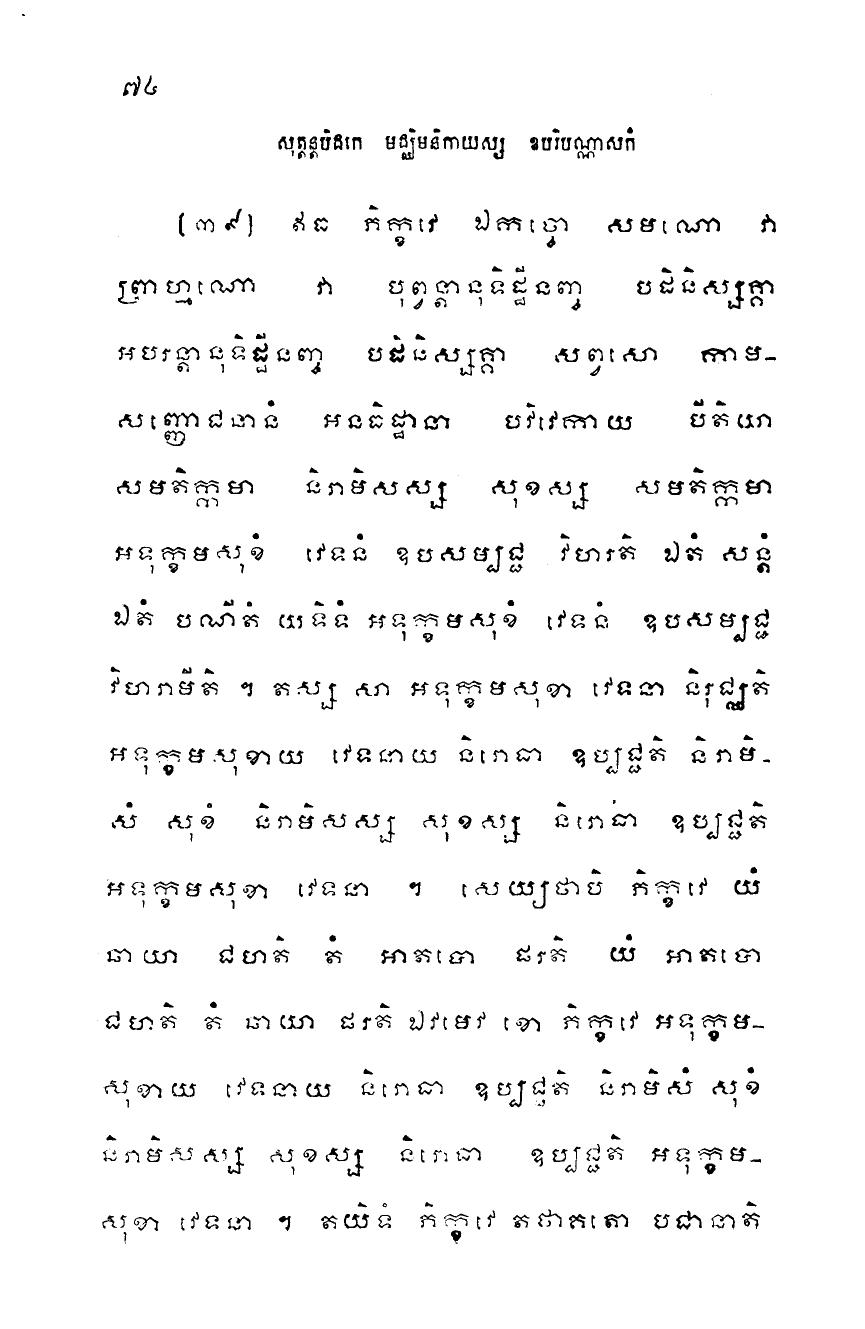 ៧៤
សុត្តន្តបិដកេ មជ្ឈិមនិកាយស្ស ឧបរិបណ្ណាសកំ
[៣៩] ឥធ ភិក្ខវេ ឯកច្ចោ សមណោ វា
ព្រាហ្មណោ វា បុព្វន្តានុទិដ្ឋីនញ្ច បដិនិស្សគ្គា
អបរន្តានុទិដ្ឋីនញ្ច បដិនិស្សគ្គា សព្វសោ កាម-
សញ្ញោជនានំ អនធិដ្ឋានា បវិវេកាយ បីតិយា
សមតិក្កមា និរាមិសស្ស សុខស្ស សមតិក្កមា
អទុក្ខមសុខំ វេទនំ ឧបសម្បជ្ជ វិហរតិ ឯតំ សន្តំ
ឯតំ បណីតំ យទិទំ អទុក្ខមសុខំ វេទនំ ឧបសម្បជ្ជ
វិហរាមីតិ ។ តស្ស សា អទុក្ខមសុខា វេទនា និរុជ្ឈតិ
អទុក្ខមសុខាយ វេទនាយ និរោធា ឧប្បជ្ជតិ និរាមិ-
សំ សុខំ និរាមិសស្ស សុខស្ស និរោធា ឧប្បជ្ជតិ
អទុក្ខមសុខា វេទនា ។ សេយ្យថាបិ ភិក្ខវេ យំ
ឆាយា ជហតិ តំ អាតបោ ផរតិ យំ អាតបោ
ជហតិ តំ ឆាយា ផរតិ ឯវមេវ ខោ ភិក្ខវេ អទុក្ខម-
សុខាយ វេទនាយ និរោធា ឧប្បជ្ជតិ និរាមិសំ សុខំ
និរាមិសស្ស សុខស្ស និរោធា ឧប្បជ្ជតិ អទុក្ខម-
សុខា វេទនា ។ តយិទំ ភិក្ខវេ តថាគតោ បជានាតិ